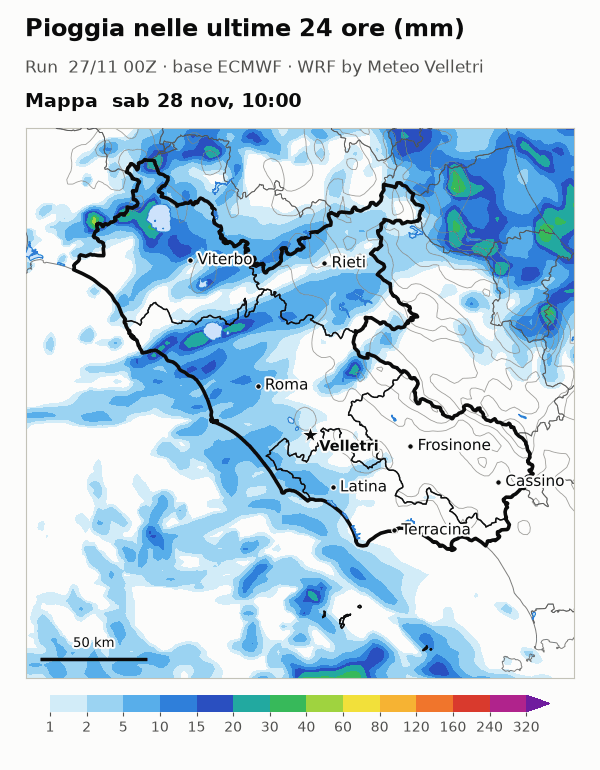 Pioggia nelle ultime 24 ore (mm)
Run  27/11 00Z · base ECMWF · WRF by Meteo Velletri
Mappa  sab 28 nov, 10:00
Viterbo
Rieti
Roma
Velletri
Frosinone
Latina
Cassino
Terracina
50 km
1 2 5 10 15 20 30 40 60 80 120 160 240 320